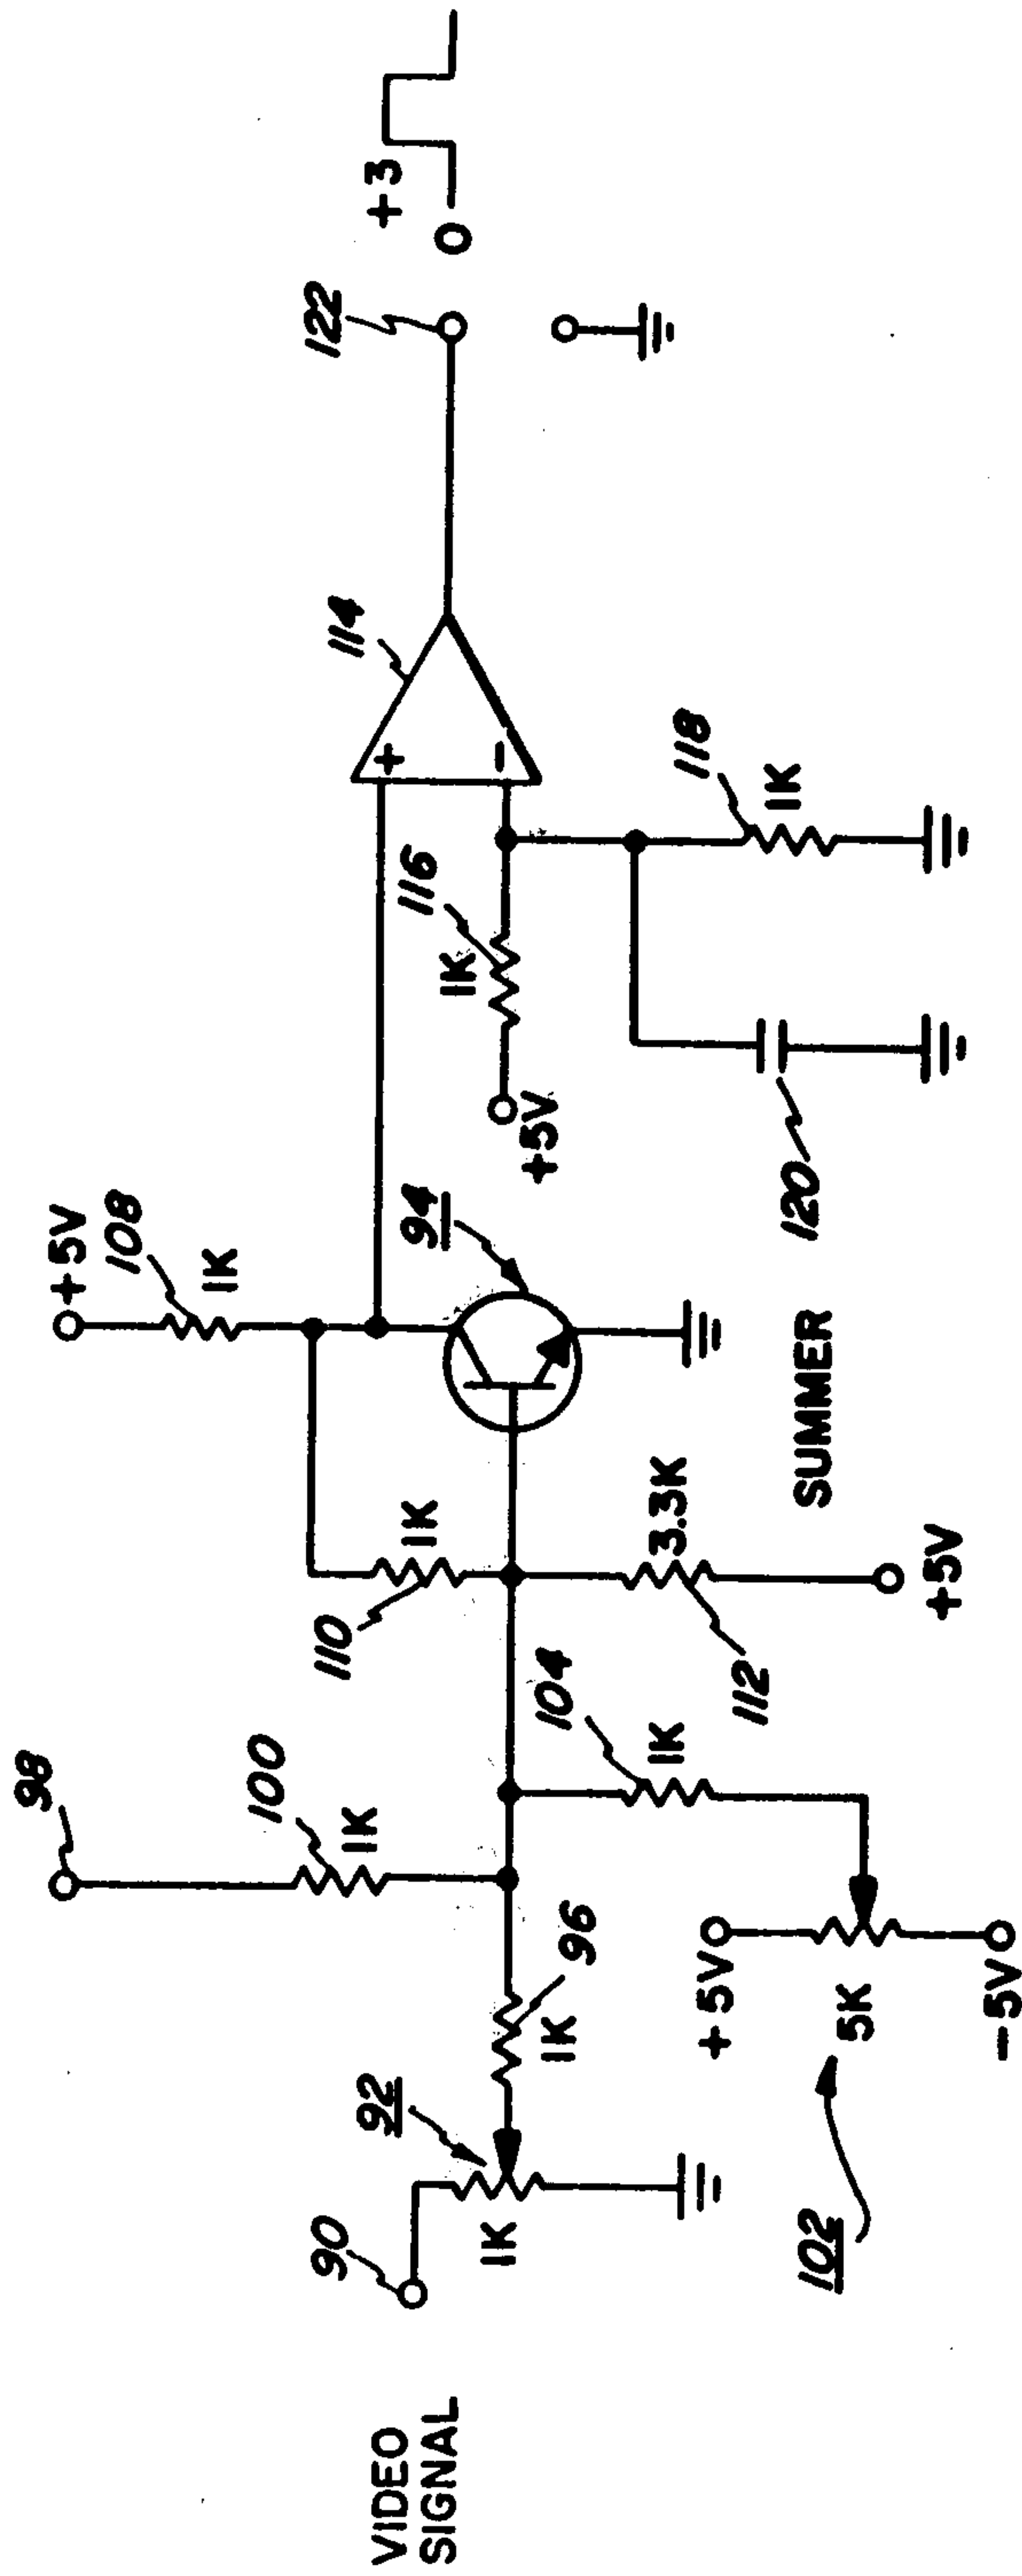 VIDEO
SIGNAL
90
92
1K
96
1K
98
100
1K
104
1K
+5V
5K
-5V
102
110
1K
112
3.3K
+5V
+5V
108
1K
94
SUMMER
+5V
116
1K
118
1K
120
114
+
-
122
+3
0